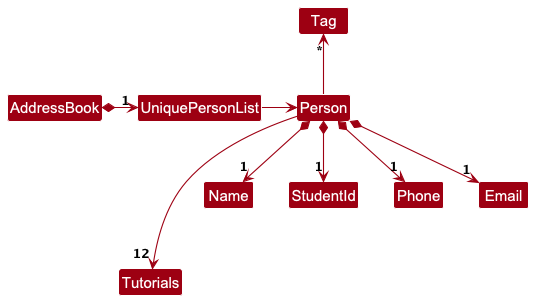 Tag
*
AddressBook
1
UniquePersonList
Person
1
1
1
1
Name
StudentId
Phone
Email
12
Tutorials